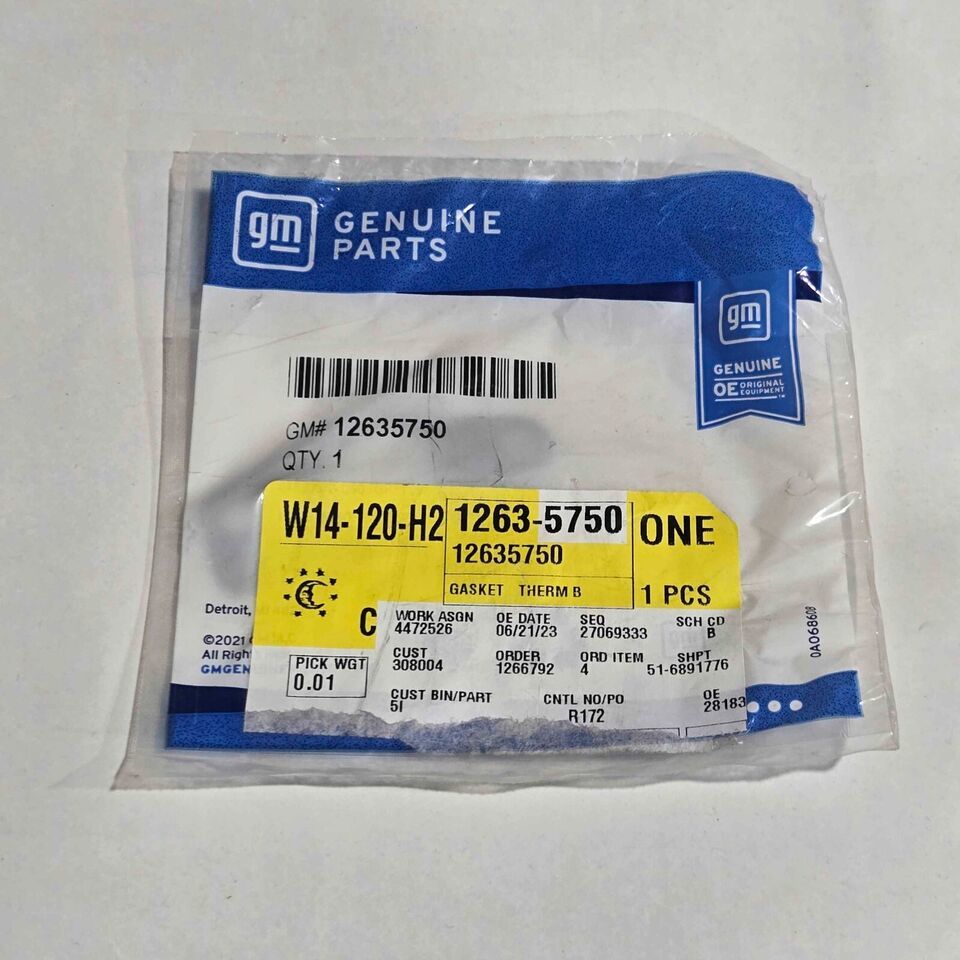 gm GENUINE
PARTS
gm
GENUINE
OE ORIGINAL
EQUIPMENT™
GM# 12635750
QTY. 1
W14-120-H2
1263-5750
12635750
GASKET THERM B
ONE
1 PCS
C
PICK WGT
0.01
WORK ASGN
4472526
OE DATE
06/21/23
SEQ
27069333
SCH CD
B
CUST
308004
ORDER
1266792
ORD ITEM
4
SHPT
51-6891776
CUST BIN/PART
5I
CNTL NO/PO
R172
OE
28183
Detroit,
©2021
All Righ
GMGEN
0A068608